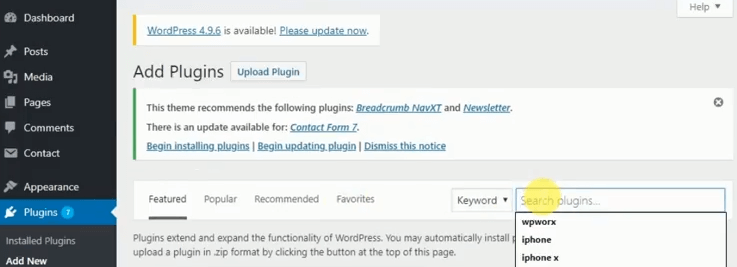 Dashboard
Help ▼
WordPress 4.9.6 is available! Please update now.
Posts
Media
Add Plugins Upload Plugin
Pages
This theme recommends the following plugins: Breadcrumb NavXT and Newsletter.
Comments
There is an update available for: Contact Form 7.
Contact
Begin installing plugins | Begin updating plugin | Dismiss this notice
Appearance
Featured Popular Recommended Favorites Keyword ▼ Search plugins...
Plugins 7
wpworx
Installed Plugins
Plugins extend and expand the functionality of WordPress. You may automatically install
iphone
upload a plugin in .zip format by clicking the button at the top of this page.
iphone x
Add New